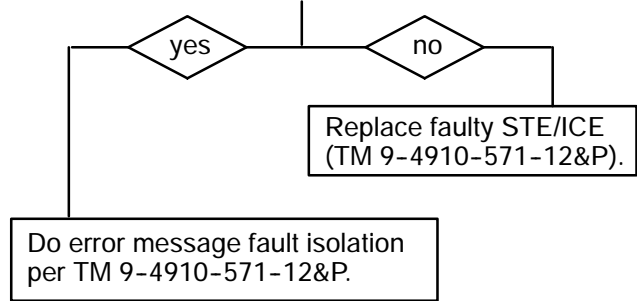 yes
no
Replace faulty STE/ICE
(TM 9-4910-571-12&P).
Do error message fault isolation
per TM 9-4910-571-12&P.